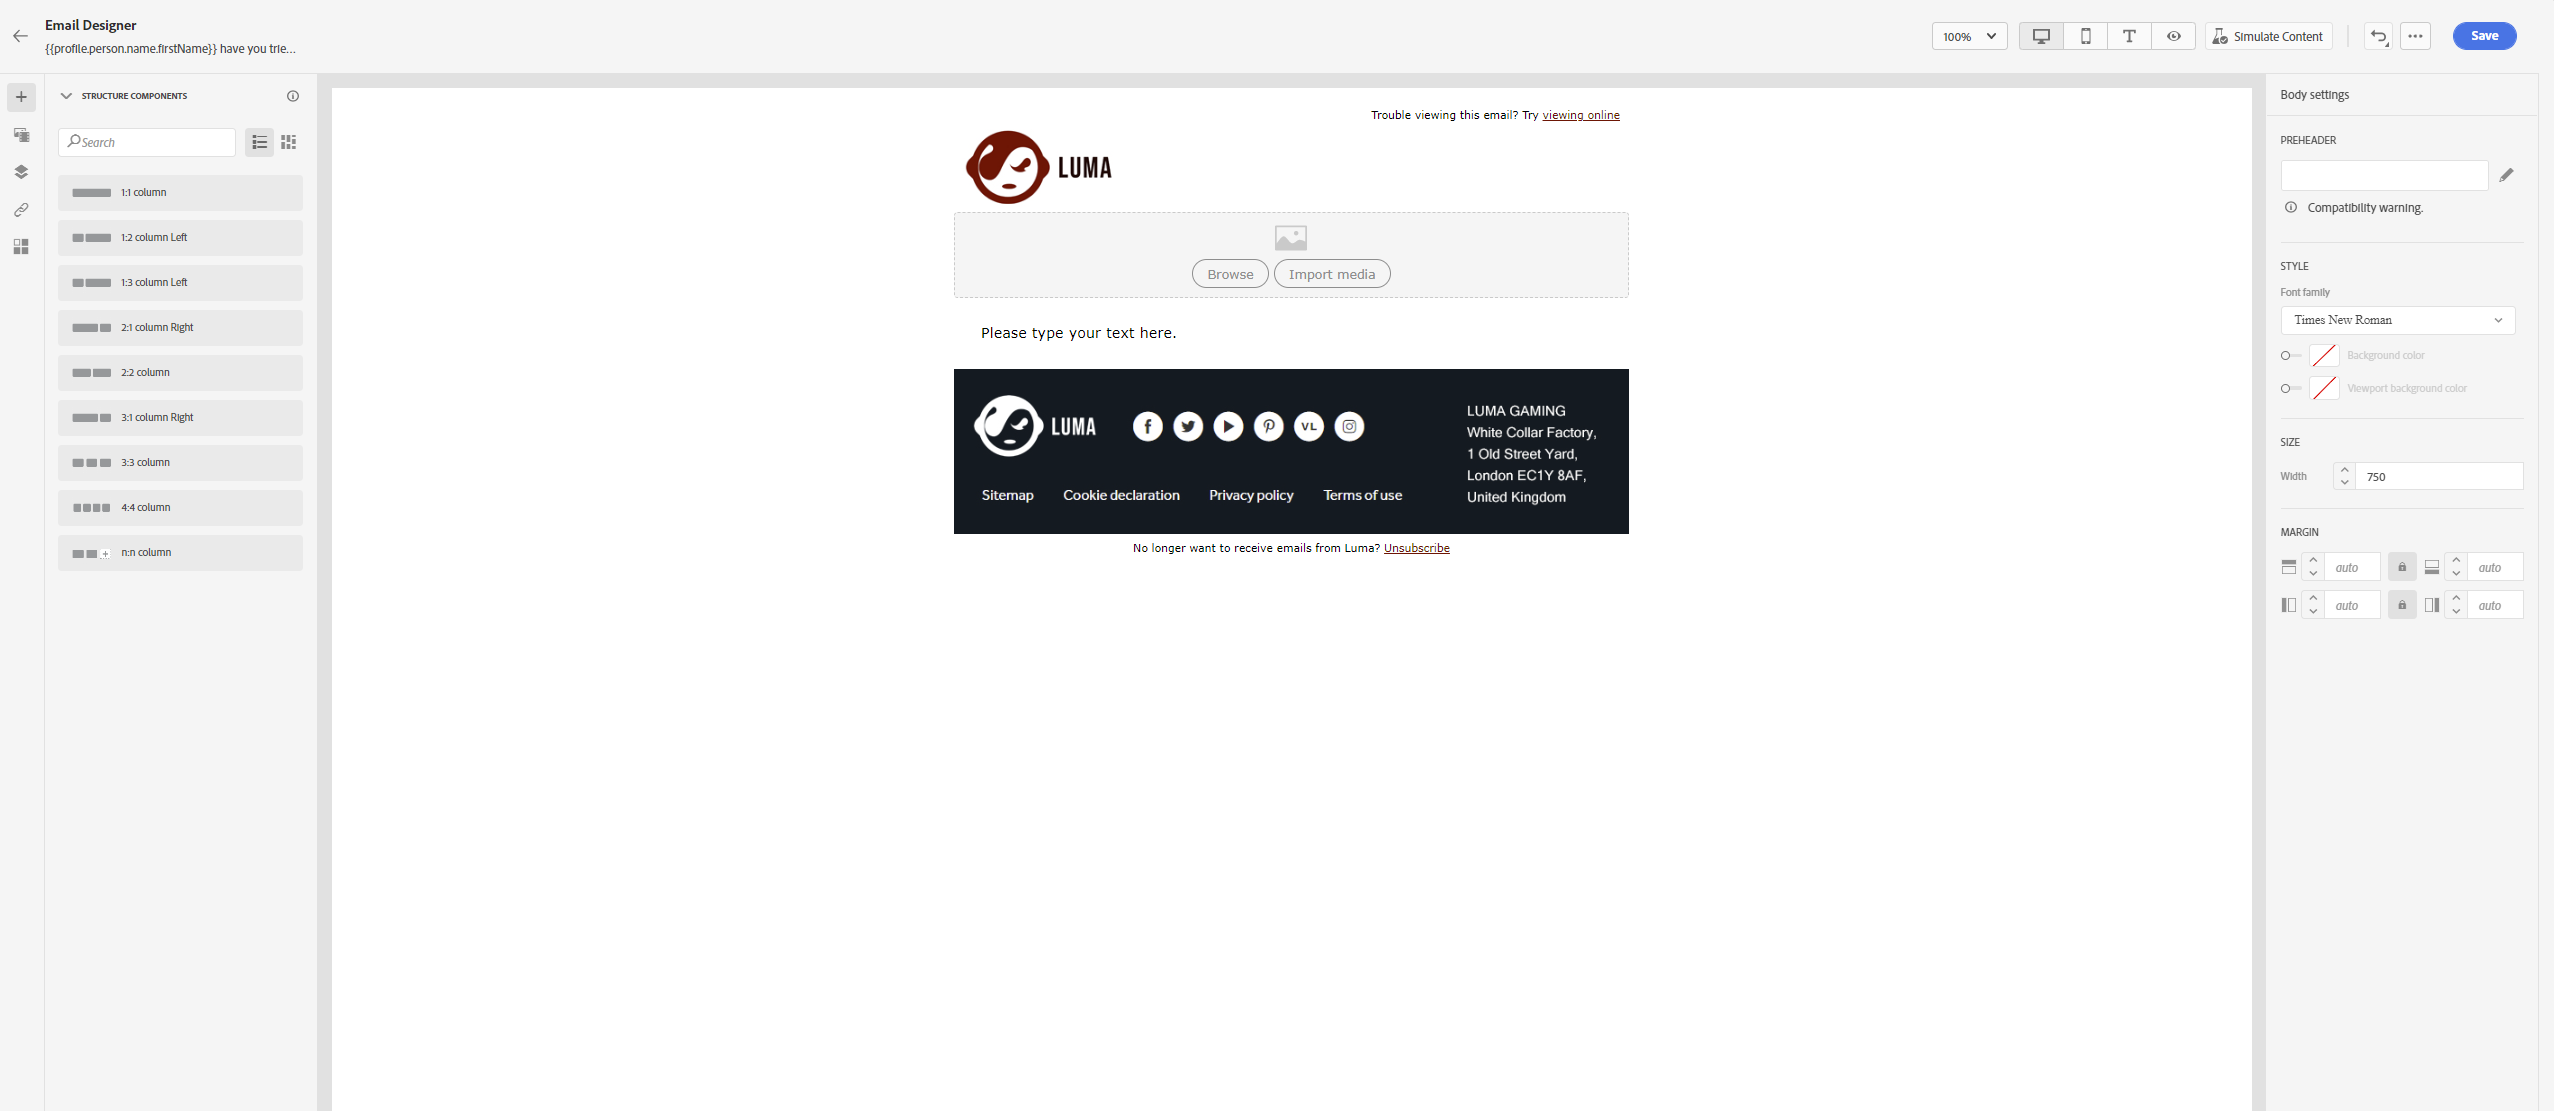 Email Designer
{{profile.person.name.firstName}} have you trie...
100%
Simulate Content
Save
STRUCTURE COMPONENTS
Search
1:1 column
1:2 column Left
1:3 column Left
2:1 column Right
2:2 column
3:1 column Right
3:3 column
4:4 column
n:n column
Trouble viewing this email? Try viewing online
LUMA
Browse
Import media
Please type your text here.
LUMA
VL
LUMA GAMING
White Collar Factory,
1 Old Street Yard,
London EC1Y 8AF,
United Kingdom
Sitemap
Cookie declaration
Privacy policy
Terms of use
No longer want to receive emails from Luma? Unsubscribe
Body settings
PREHEADER
Compatibility warning.
STYLE
Font family
Times New Roman
Background color
Viewport background color
SIZE
Width
750
MARGIN
auto
auto
auto
auto